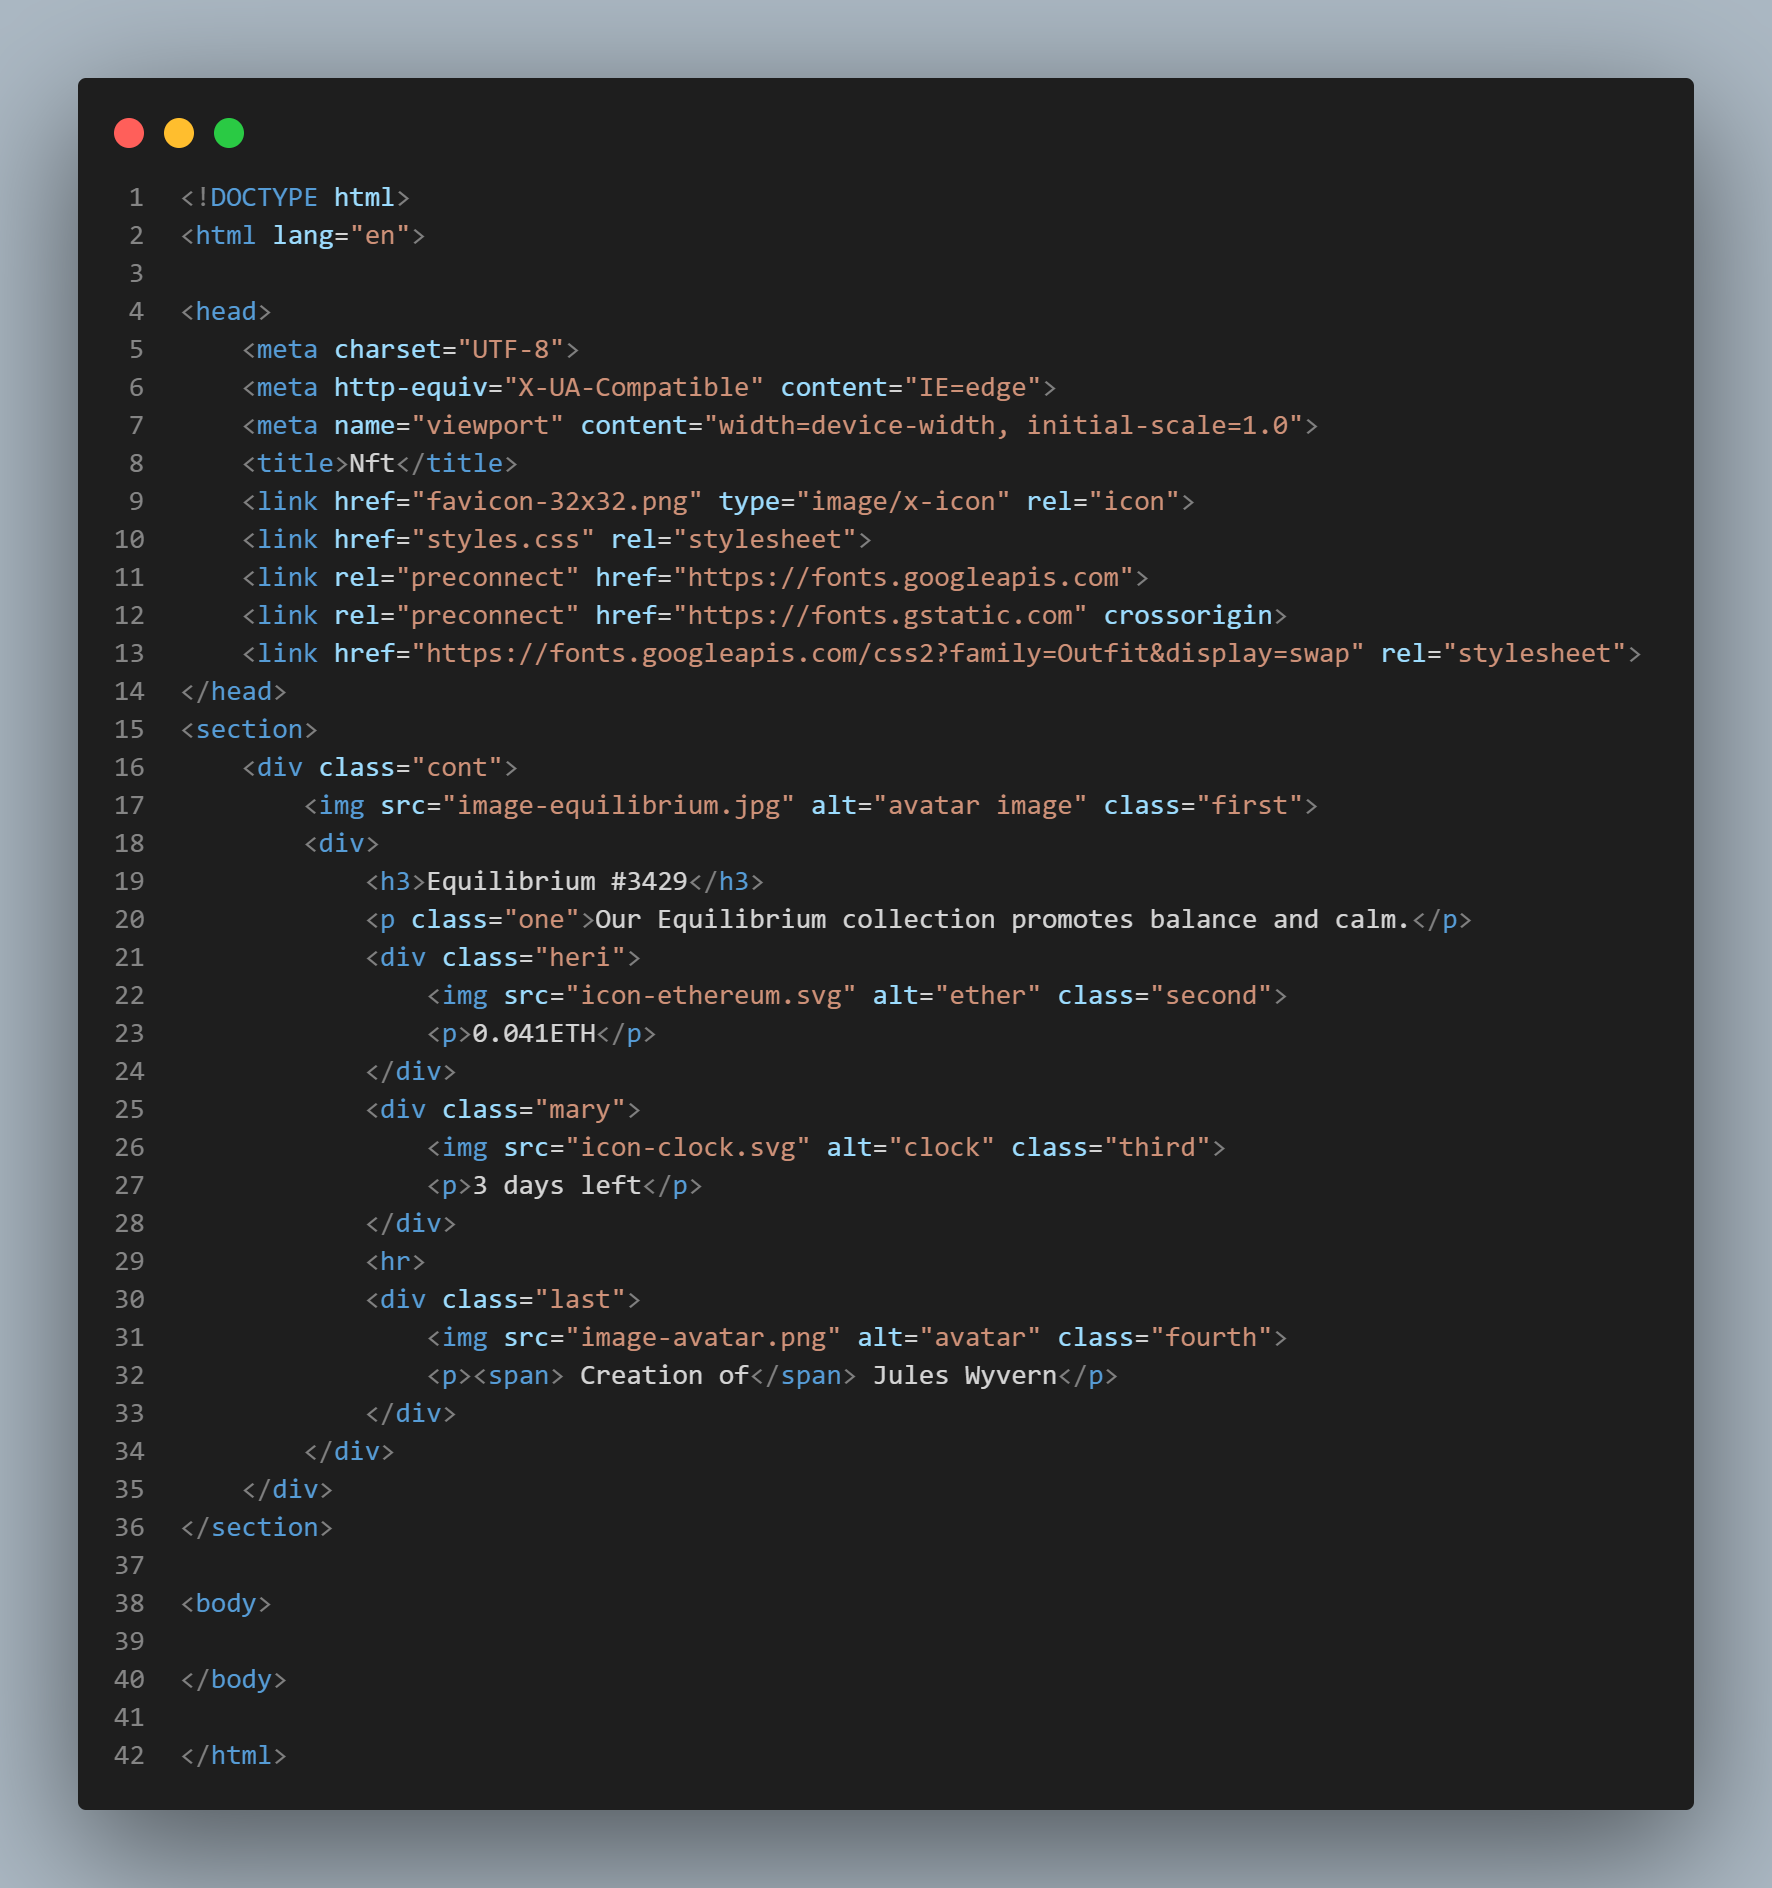 1 <!DOCTYPE html>
2 <html lang="en">
3
4 <head>
5     <meta charset="UTF-8">
6     <meta http-equiv="X-UA-Compatible" content="IE=edge">
7     <meta name="viewport" content="width=device-width, initial-scale=1.0">
8     <title>Nft</title>
9     <link href="favicon-32x32.png" type="image/x-icon" rel="icon">
10     <link href="styles.css" rel="stylesheet">
11     <link rel="preconnect" href="https://fonts.googleapis.com">
12     <link rel="preconnect" href="https://fonts.gstatic.com" crossorigin>
13     <link href="https://fonts.googleapis.com/css2?family=Outfit&display=swap" rel="stylesheet">
14 </head>
15 <section>
16     <div class="cont">
17         <img src="image-equilibrium.jpg" alt="avatar image" class="first">
18         <div>
19             <h3>Equilibrium #3429</h3>
20             <p class="one">Our Equilibrium collection promotes balance and calm.</p>
21             <div class="heri">
22                 <img src="icon-ethereum.svg" alt="ether" class="second">
23                 <p>0.041ETH</p>
24             </div>
25             <div class="mary">
26                 <img src="icon-clock.svg" alt="clock" class="third">
27                 <p>3 days left</p>
28             </div>
29             <hr>
30             <div class="last">
31                 <img src="image-avatar.png" alt="avatar" class="fourth">
32                 <p><span> Creation of</span> Jules Wyvern</p>
33             </div>
34         </div>
35     </div>
36 </section>
37
38 <body>
39
40 </body>
41
42 </html>